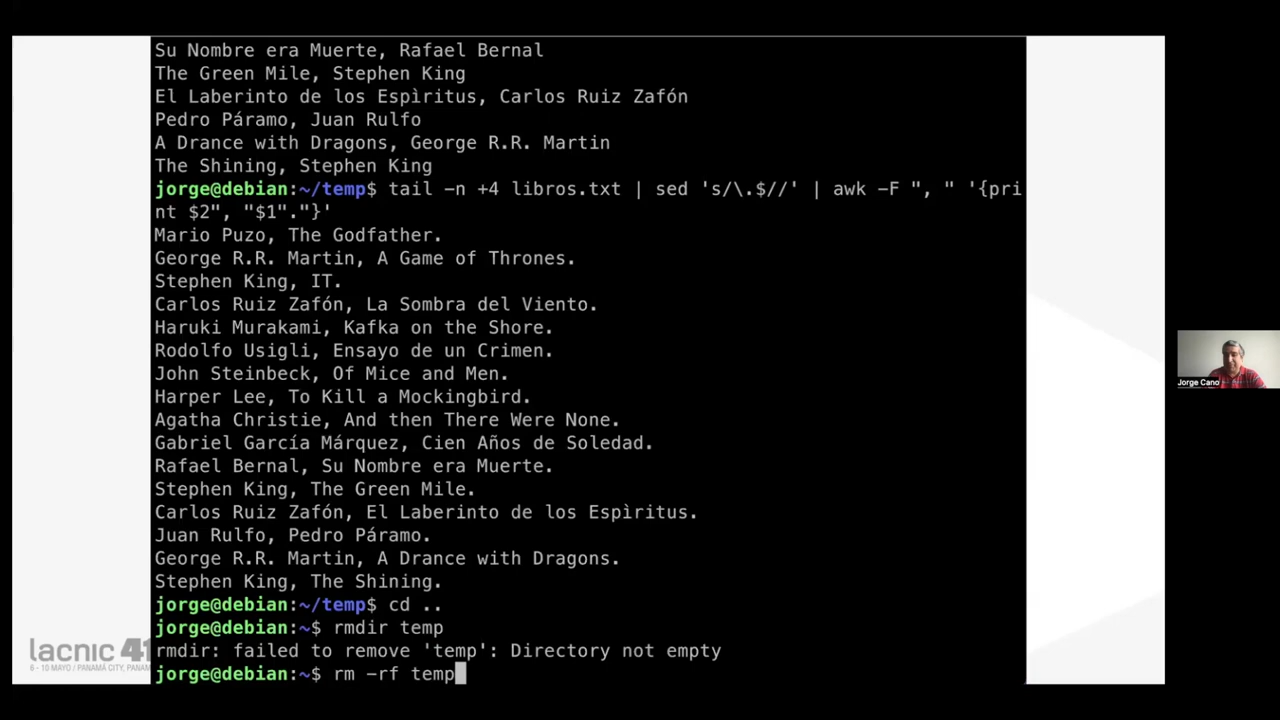 Su Nombre era Muerte, Rafael Bernal
The Green Mile, Stephen King
El Laberinto de los Espìritus, Carlos Ruiz Zafón
Pedro Páramo, Juan Rulfo
A Drance with Dragons, George R.R. Martin
The Shining, Stephen King
jorge@debian:~/temp$ tail -n +4 libros.txt | sed 's/\.$//' | awk -F ", " '{pri
nt $2", "$1"."}'
Mario Puzo, The Godfather.
George R.R. Martin, A Game of Thrones.
Stephen King, IT.
Carlos Ruiz Zafón, La Sombra del Viento.
Haruki Murakami, Kafka on the Shore.
Rodolfo Usigli, Ensayo de un Crimen.
John Steinbeck, Of Mice and Men.
Harper Lee, To Kill a Mockingbird.
Agatha Christie, And then There Were None.
Gabriel García Márquez, Cien Años de Soledad.
Rafael Bernal, Su Nombre era Muerte.
Stephen King, The Green Mile.
Carlos Ruiz Zafón, El Laberinto de los Espìritus.
Juan Rulfo, Pedro Páramo.
George R.R. Martin, A Drance with Dragons.
Stephen King, The Shining.
jorge@debian:~/temp$ cd ..
jorge@debian:~$ rmdir temp
rmdir: failed to remove 'temp': Directory not empty
jorge@debian:~$ rm -rf temp
lacnic 41
6 - 10 MAYO / PANAMÁ CITY, PANAM
Jorge Cano